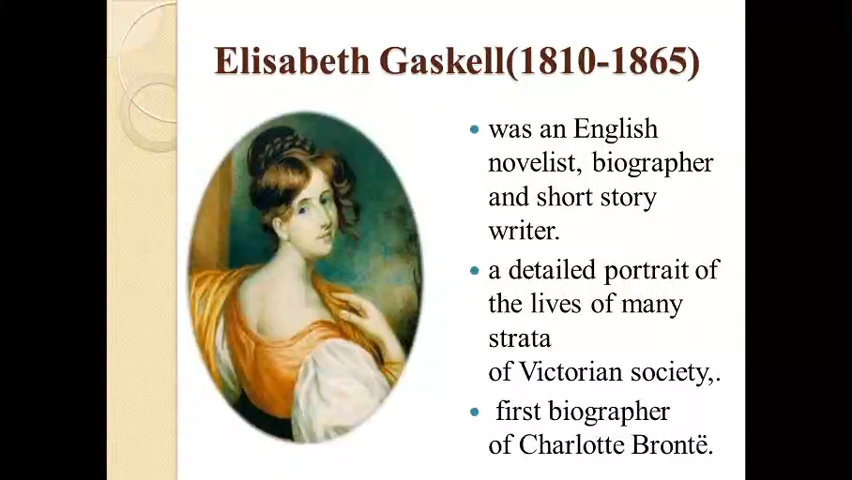 Elisabeth Gaskell(1810-1865)
was an English
novelist, biographer
and short story
writer.
a detailed portrait of
the lives of many
strata
of Victorian society,.
first biographer
of Charlotte Brontë.